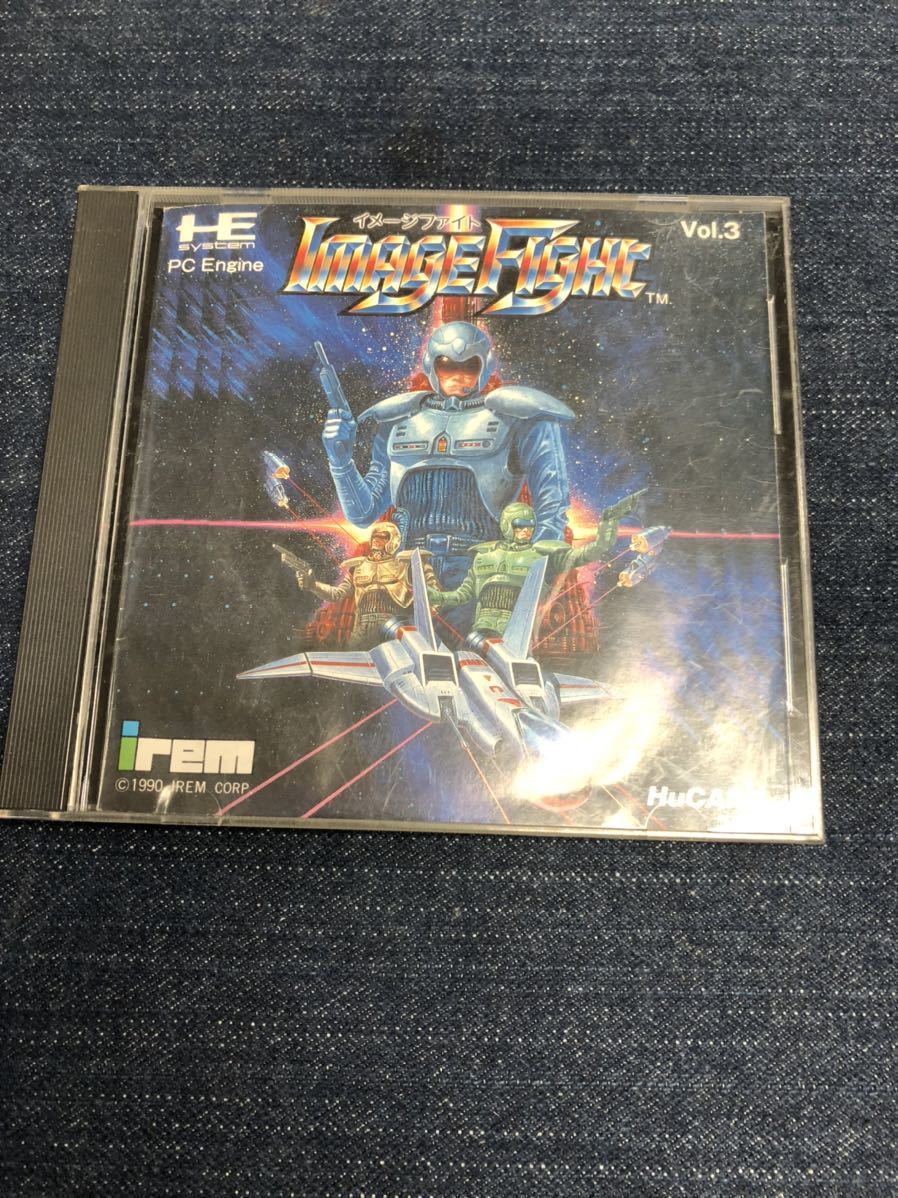 HE
system
PC Engine
イメージファイト
IMAGE FIGHT
TM.
Vol.3
irem
©1990 IREM CORP